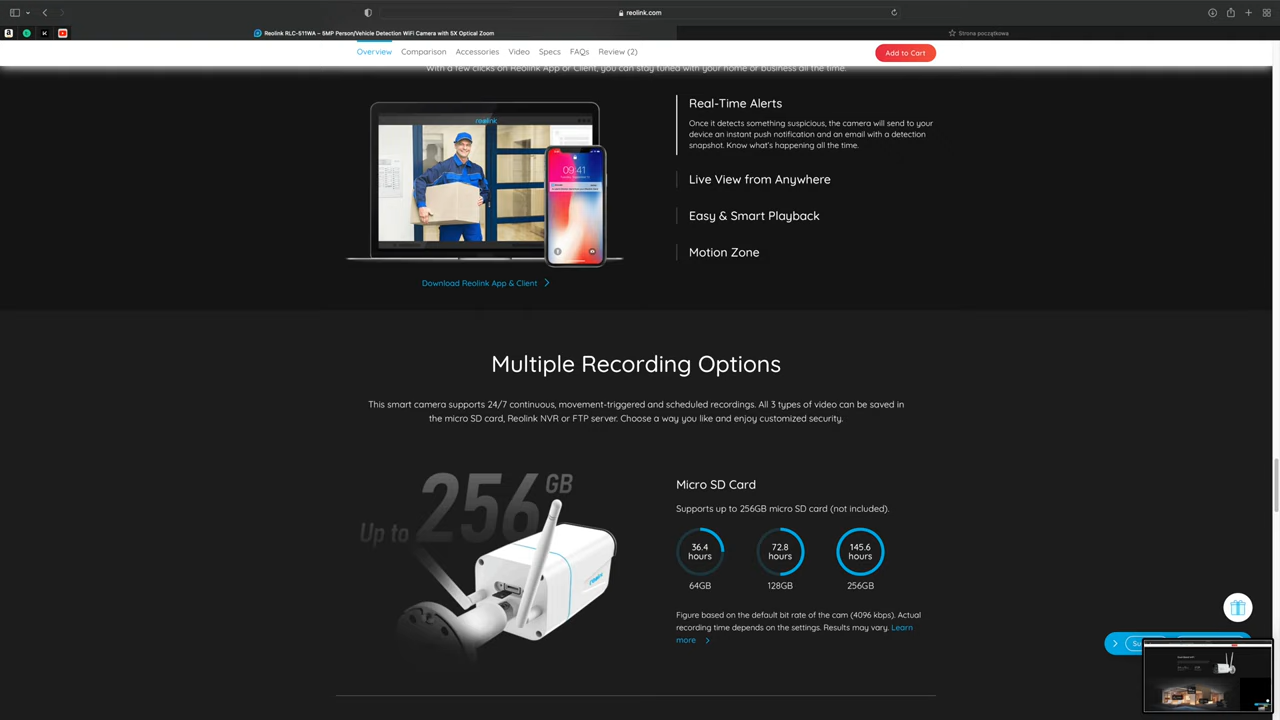 reolink.com
Reolink RLC-511WA – 5MP Person/Vehicle Detection WiFi Camera with 5X Optical Zoom
Strona początkowa
Overview
Comparison
Accessories
Video
Specs
FAQs
Review (2)
Add to Cart
With a few clicks on Reolink App or Client, you can stay tuned with your home or business all the time.
reolink
09:41
Real-Time Alerts
Once it detects something suspicious, the camera will send to your
device an instant push notification and an email with a detection
snapshot. Know what's happening all the time.
Live View from Anywhere
Easy & Smart Playback
Motion Zone
Download Reolink App & Client
Multiple Recording Options
This smart camera supports 24/7 continuous, movement-triggered and scheduled recordings. All 3 types of video can be saved in
the micro SD card, Reolink NVR or FTP server. Choose a way you like and enjoy customized security.
Up to 256 GB
reolink
Micro SD Card
Supports up to 256GB micro SD card (not included).
36.4
hours
64GB
72.8
hours
128GB
145.6
hours
256GB
Figure based on the default bit rate of the cam (4096 kbps). Actual
recording time depends on the settings. Results may vary. Learn
more